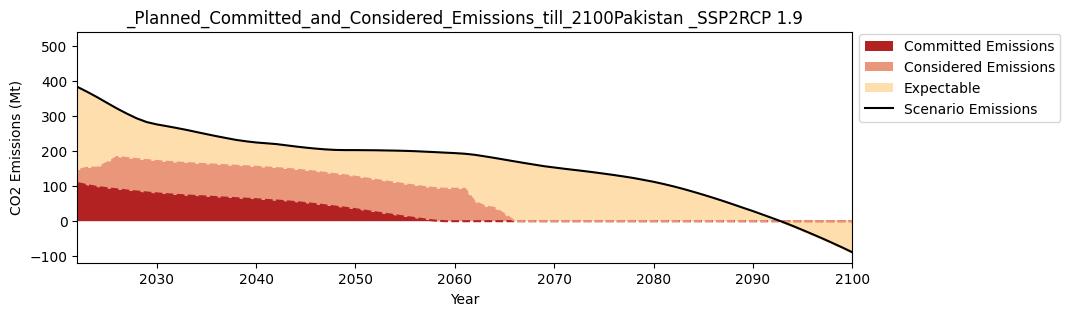 _Planned_Committed_and_Considered_Emissions_till_2100Pakistan _SSP2RCP 1.9
500
400
300
200
100
0
−100
CO2 Emissions (Mt)
2030 2040 2050 2060 2070 2080 2090 2100
Year
Committed Emissions
Considered Emissions
Expectable
Scenario Emissions